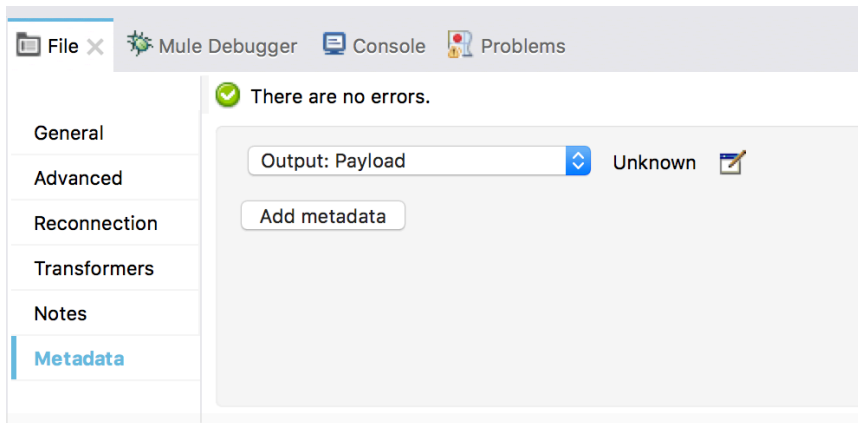 File Mule Debugger Console Problems
There are no errors.
General
Advanced
Reconnection
Transformers
Notes
Metadata
Output: Payload Unknown
Add metadata